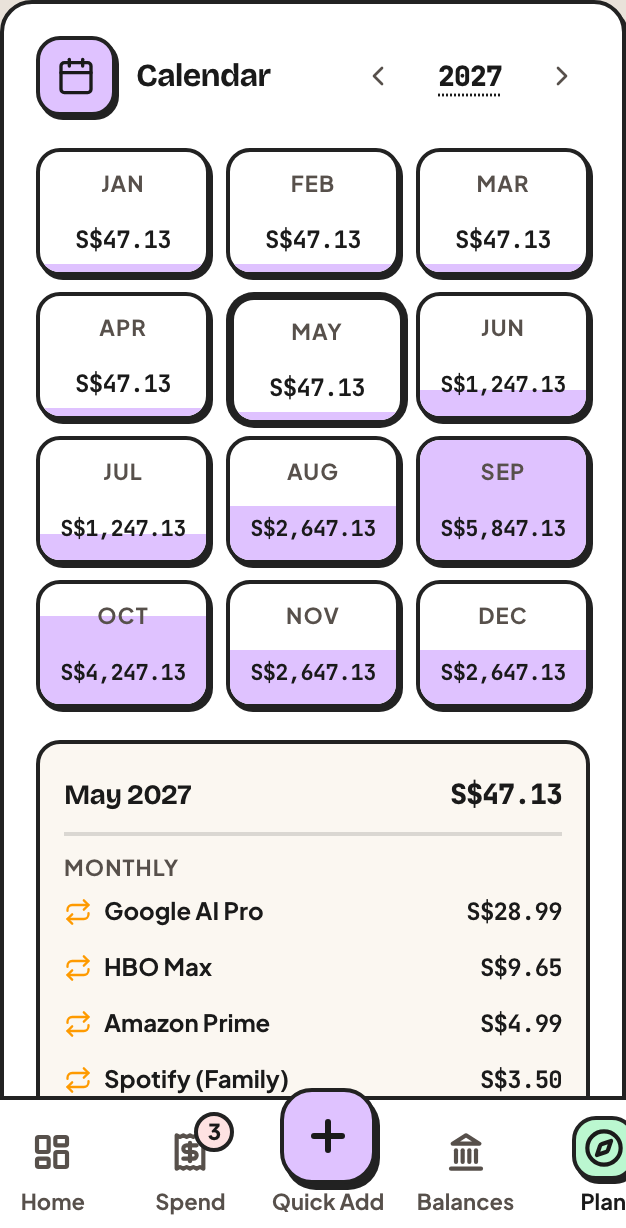 Calendar 2027
JAN FEB MAR
S$47.13 S$47.13 S$47.13
APR MAY JUN
S$47.13 S$47.13 S$1,247.13
JUL AUG SEP
S$1,247.13 S$2,647.13 S$5,847.13
OCT NOV DEC
S$4,247.13 S$2,647.13 S$2,647.13
May 2027 S$47.13
MONTHLY
Google AI Pro S$28.99
HBO Max S$9.65
Amazon Prime S$4.99
Spotify (Family) S$3.50
3
Home Spend Quick Add Balances Plan